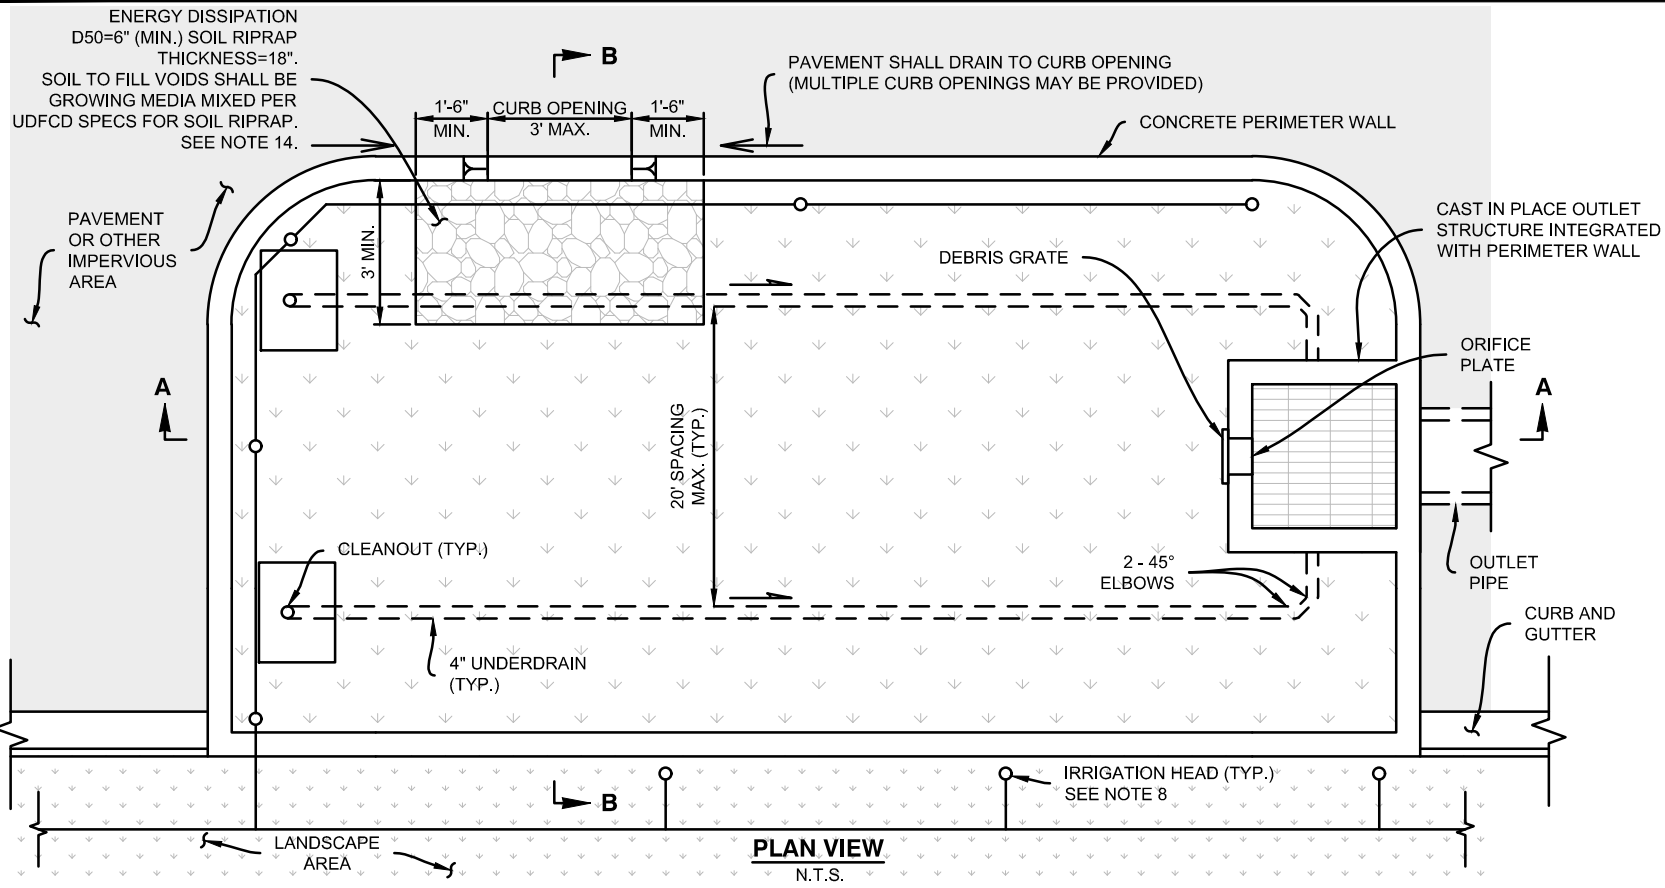 ENERGY DISSIPATION
D50=6" (MIN.) SOIL RIPRAP
THICKNESS=18".
SOIL TO FILL VOIDS SHALL BE
GROWING MEDIA MIXED PER
UDFCD SPECS FOR SOIL RIPRAP.
SEE NOTE 14.
B
PAVEMENT SHALL DRAIN TO CURB OPENING
(MULTIPLE CURB OPENINGS MAY BE PROVIDED)
1'-6"
MIN.
CURB OPENING
3' MAX.
1'-6"
MIN.
CONCRETE PERIMETER WALL
PAVEMENT
OR OTHER
IMPERVIOUS
AREA
3' MIN.
DEBRIS GRATE
CAST IN PLACE OUTLET
STRUCTURE INTEGRATED
WITH PERIMETER WALL
ORIFICE
PLATE
A
A
20' SPACING
MAX. (TYP.)
CLEANOUT (TYP.)
2 - 45°
ELBOWS
OUTLET
PIPE
4" UNDERDRAIN
(TYP.)
CURB AND
GUTTER
IRRIGATION HEAD (TYP.)
SEE NOTE 8
B
LANDSCAPE
AREA
PLAN VIEW
N.T.S.